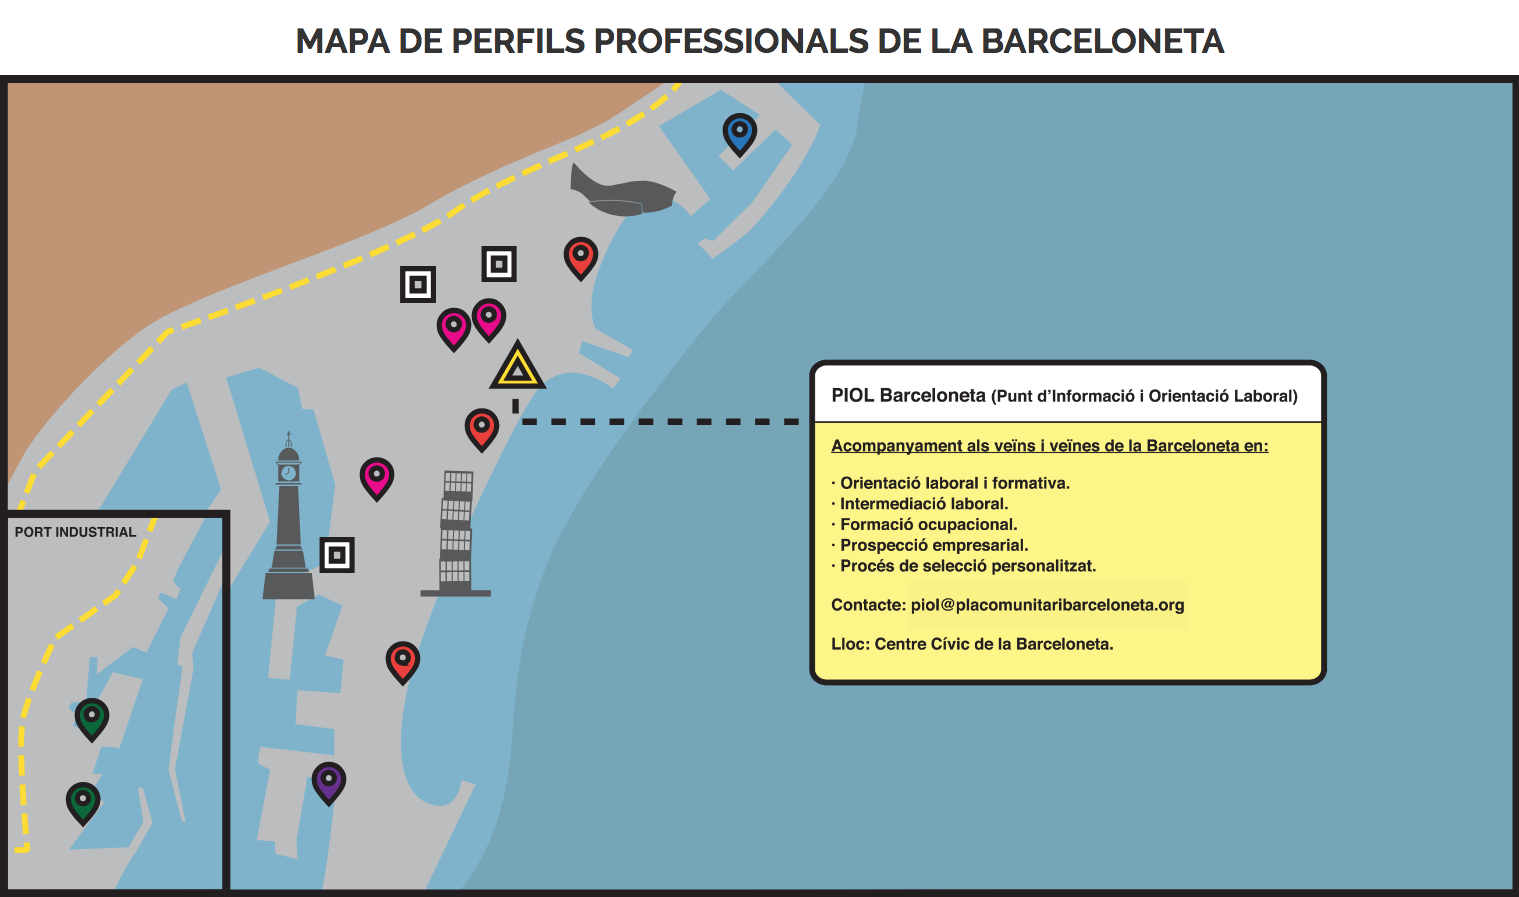 MAPA DE PERFILS PROFESSIONALS DE LA BARCELONETA
PIOL Barceloneta (Punt d’Informació i Orientació Laboral)
Acompanyament als veïns i veïnes de la Barceloneta en:
· Orientació laboral i formativa.
· Intermediació laboral.
· Formació ocupacional.
· Prospecció empresarial.
· Procés de selecció personalitzat.
Contacte: piol@placomunitaribarceloneta.org
Lloc: Centre Cívic de la Barceloneta.
PORT INDUSTRIAL